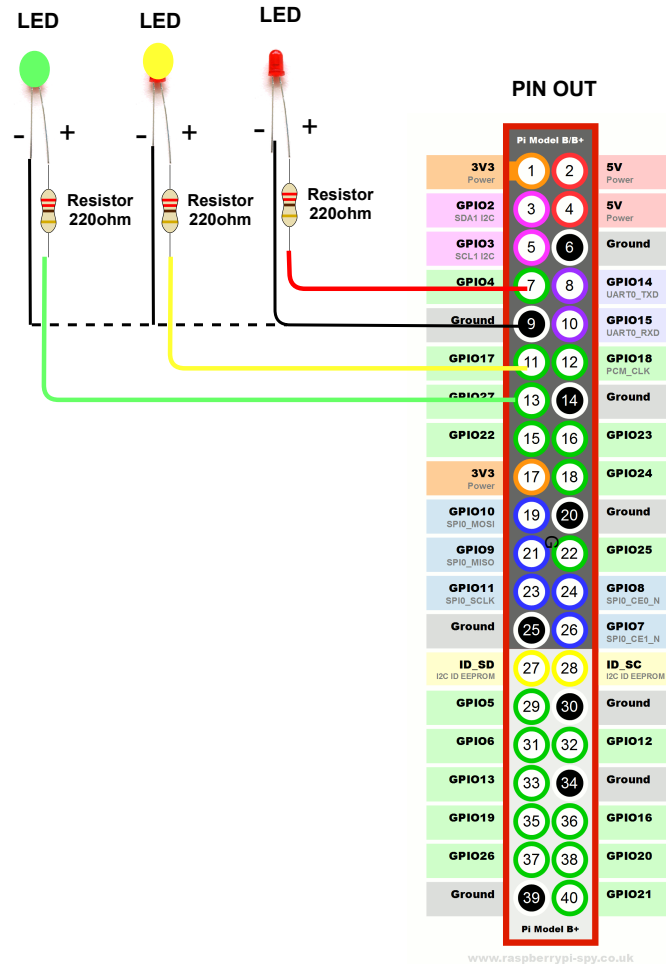 LED
LED
LED
PIN OUT
- +
- +
- +
Resistor
220ohm
Resistor
220ohm
Resistor
220ohm
Pi Model B/B+
3V3
Power
1
2
5V
Power
GPIO2
SDA1 I2C
3
4
5V
Power
GPIO3
SCL1 I2C
5
6
Ground
GPIO4
7
8
GPIO14
UART0_TXD
Ground
9
10
GPIO15
UART0_RXD
GPIO17
11
12
GPIO18
PCM_CLK
GPIO27
13
14
Ground
GPIO22
15
16
GPIO23
3V3
Power
17
18
GPIO24
GPIO10
SPI0_MOSI
19
20
Ground
G
GPIO9
SPI0_MISO
21
22
GPIO25
GPIO11
SPI0_SCLK
23
24
GPIO8
SPI0_CE0_N
Ground
25
26
GPIO7
SPI0_CE1_N
ID_SD
I2C ID EEPROM
27
28
ID_SC
I2C ID EEPROM
GPIO5
29
30
Ground
GPIO6
31
32
GPIO12
GPIO13
33
34
Ground
GPIO19
35
36
GPIO16
GPIO26
37
38
GPIO20
Ground
39
40
GPIO21
Pi Model B+
www.raspberrypi-spy.co.uk